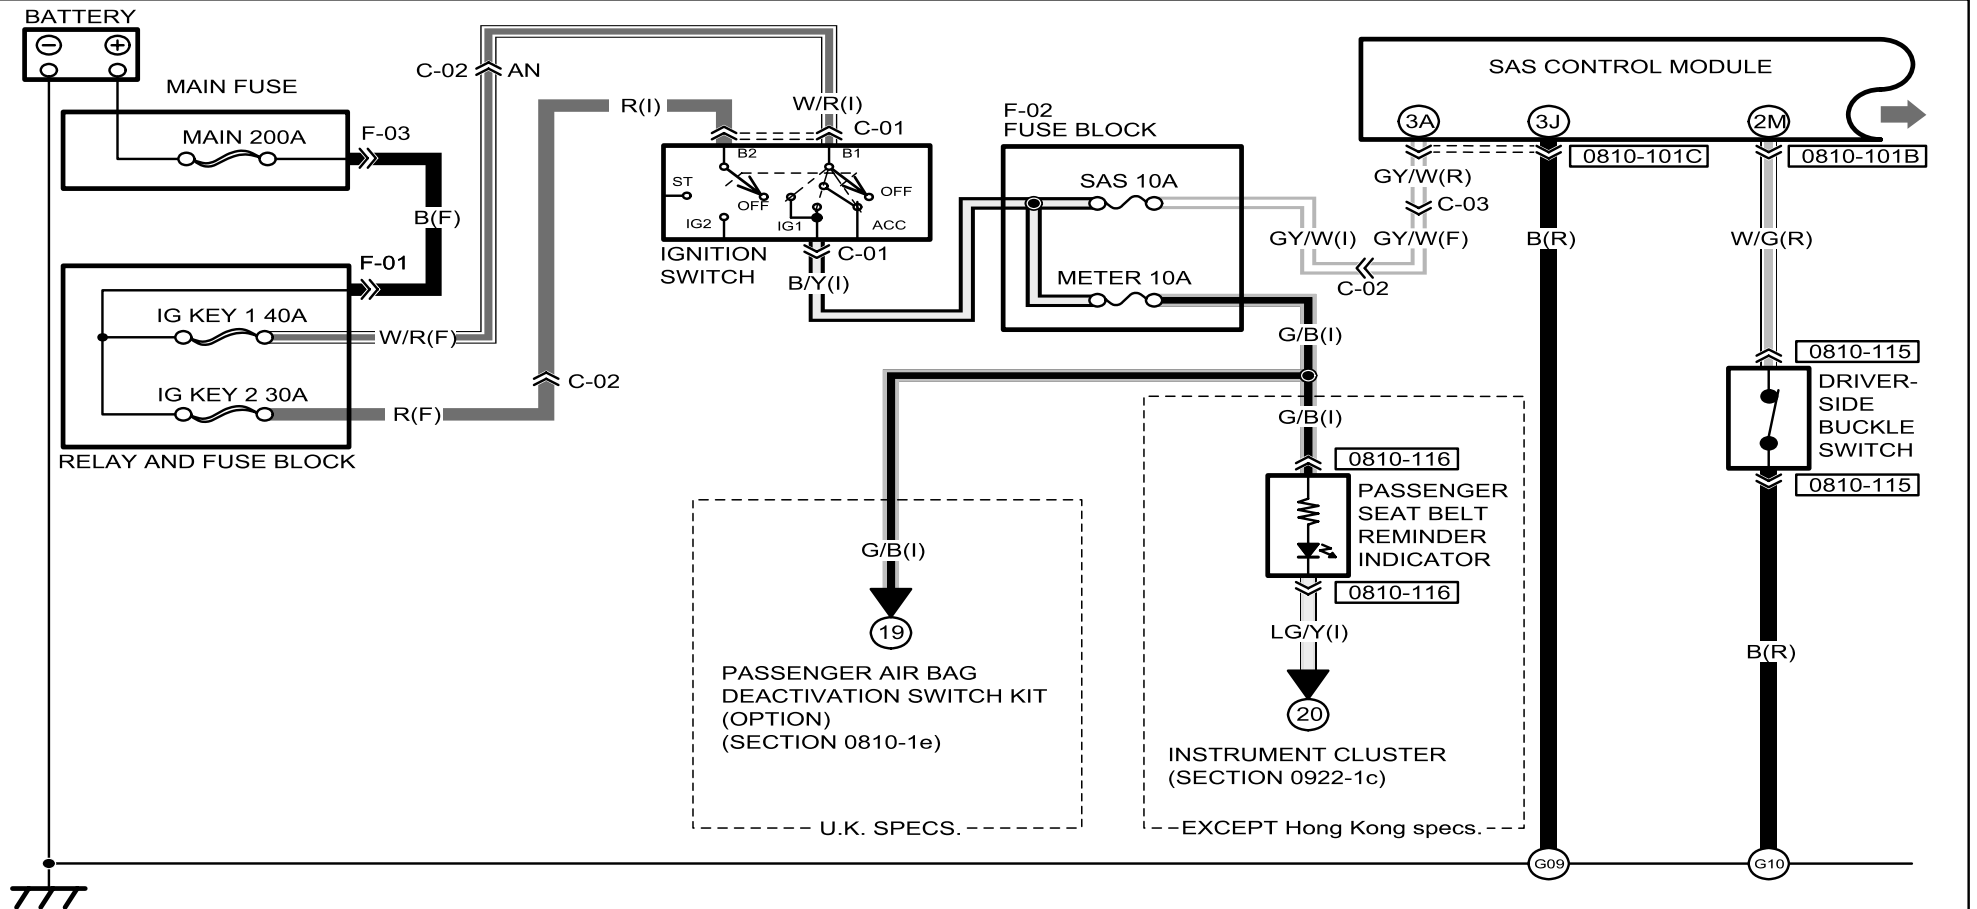 BATTERY
− +
MAIN FUSE
MAIN 200A
F-03
B(F)
F-01
IG KEY 1 40A
W/R(F)
IG KEY 2 30A
R(F)
RELAY AND FUSE BLOCK
C-02 AN
R(I)
C-02
W/R(I)
C-01
B2 B1
ST
OFF
OFF
IG2 IG1 ACC
IGNITION
SWITCH
C-01
B/Y(I)
F-02
FUSE BLOCK
SAS 10A
METER 10A
GY/W(I)
GY/W(F)
C-02
GY/W(R)
C-03
G/B(I)
G/B(I)
G/B(I)
19
PASSENGER AIR BAG
DEACTIVATION SWITCH KIT
(OPTION)
(SECTION 0810-1e)
U.K. SPECS.
0810-116
PASSENGER
SEAT BELT
REMINDER
INDICATOR
0810-116
LG/Y(I)
20
INSTRUMENT CLUSTER
(SECTION 0922-1c)
EXCEPT Hong Kong specs.
SAS CONTROL MODULE
3A 3J 2M
0810-101C
0810-101B
B(R)
W/G(R)
0810-115
DRIVER-
SIDE
BUCKLE
SWITCH
0810-115
B(R)
G09
G10